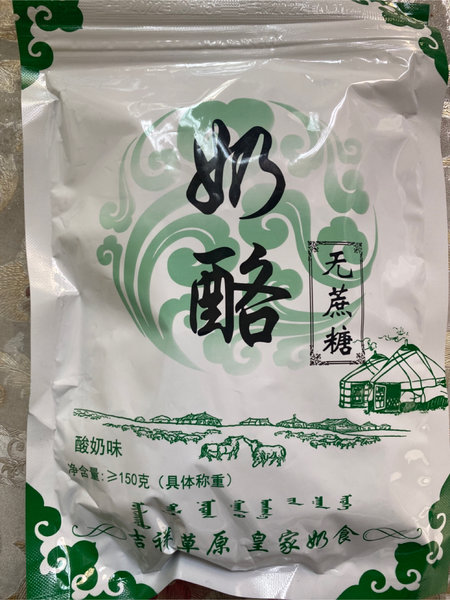 奶酪
无蔗糖
酸奶味
净含量:≥150克（具体称重）
吉祥草原 皇家奶食